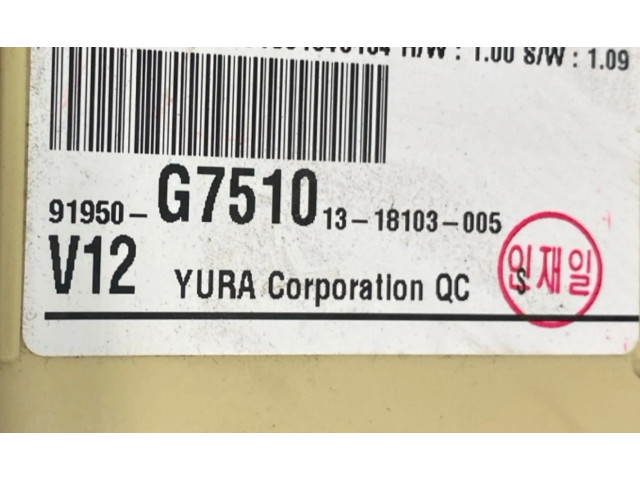 H/W : 1.00 S/W : 1.09
91950-G7510 13-18103-005
V12 YURA Corporation QC S
인재일